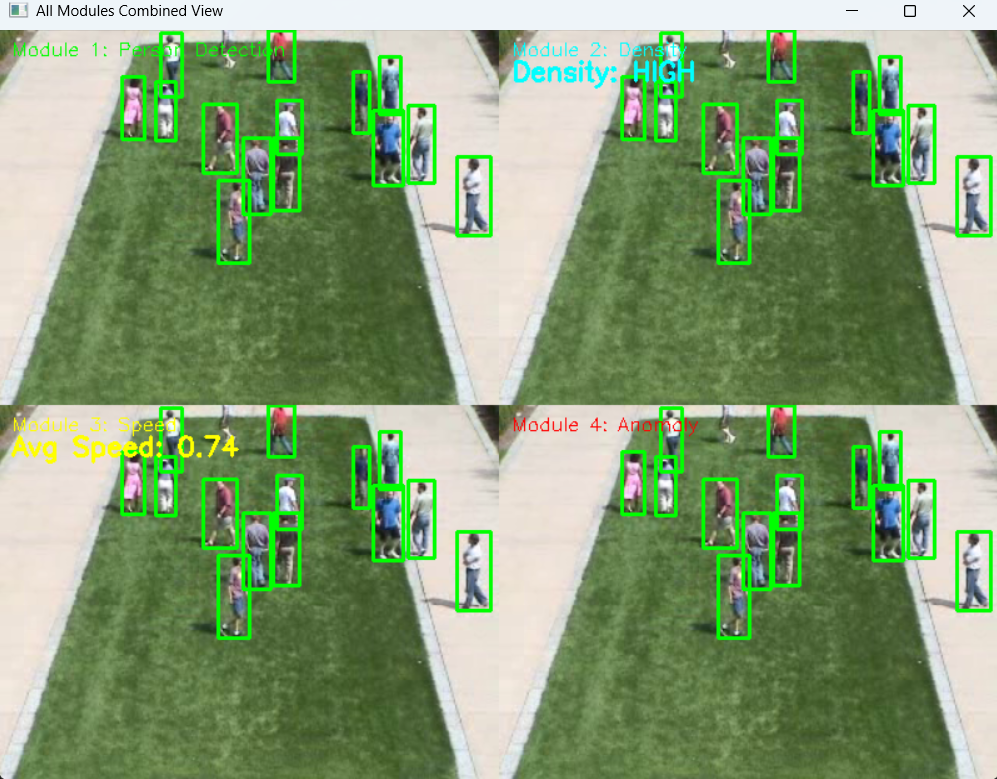 All Modules Combined View
Module 1: Person Detection
Module 2: Density
Density: HIGH
Module 3: Speed
Avg Speed: 0.74
Module 4: Anomaly